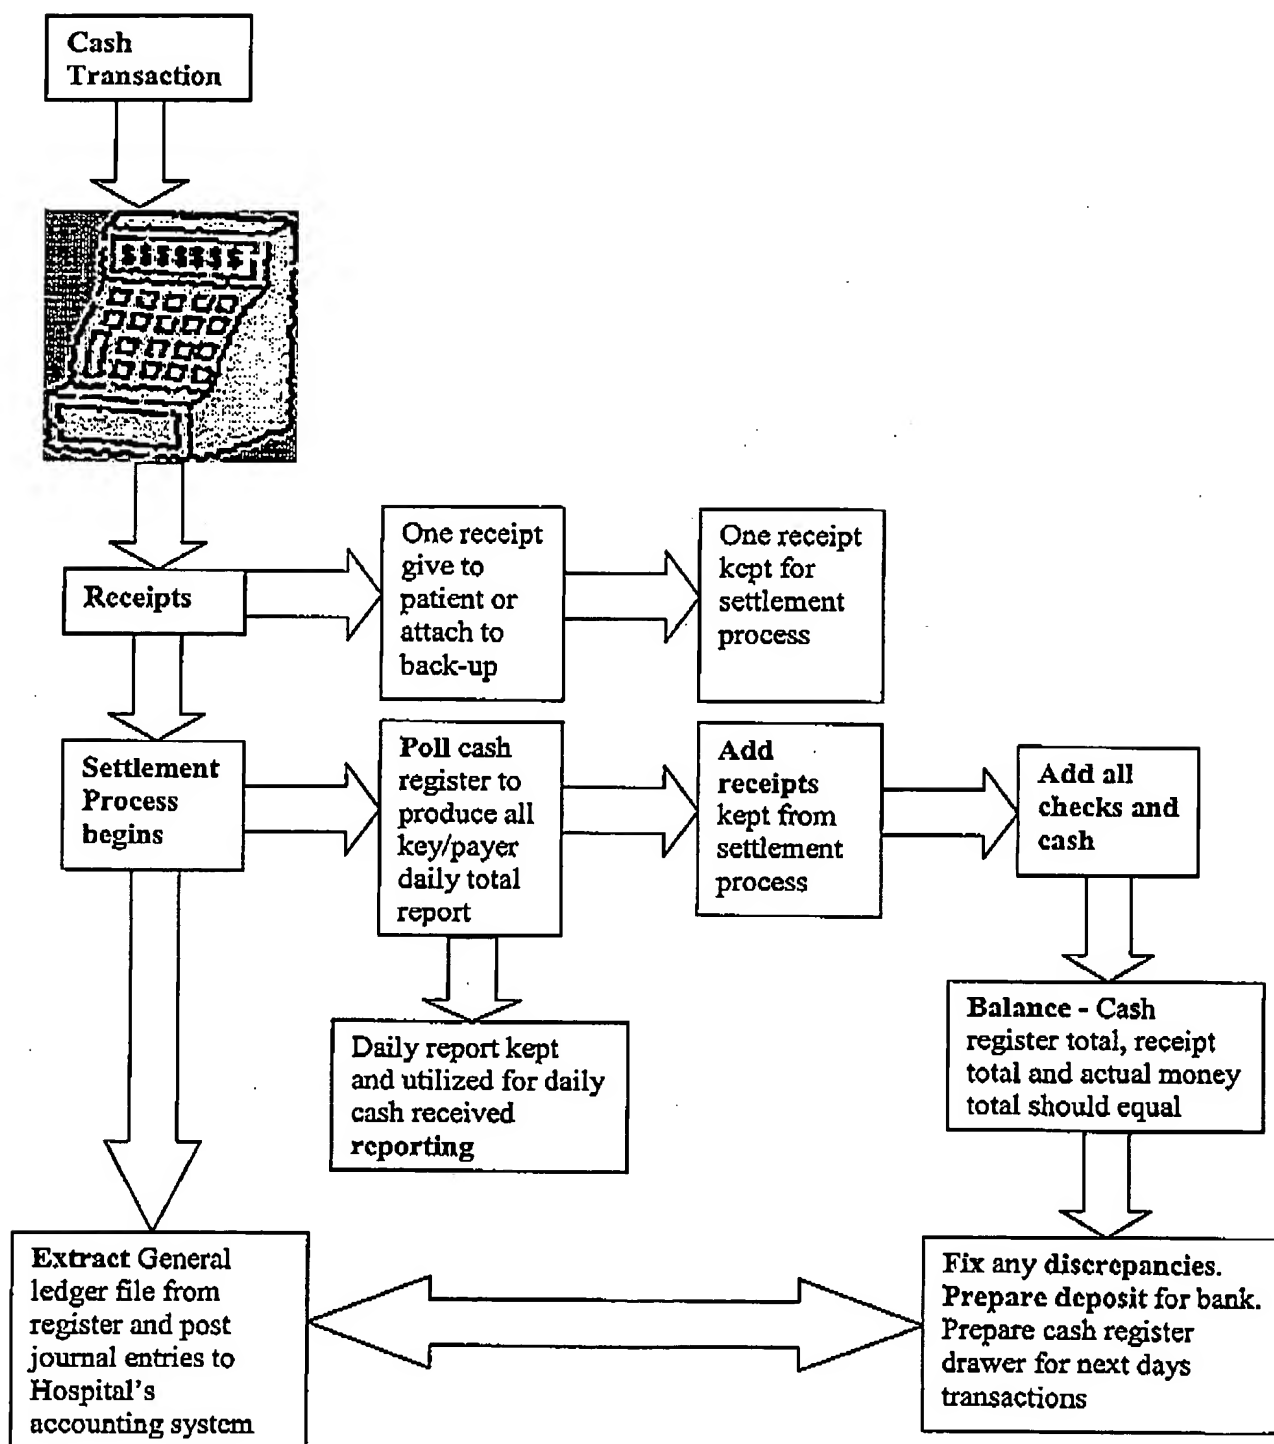 Cash
Transaction
$$$$$$$
Receipts
One receipt
give to
patient or
attach to
back-up
One receipt
kept for
settlement
process
Settlement
Process
begins
Poll cash
register to
produce all
key/payer
daily total
report
Add
receipts
kept from
settlement
process
Add all
checks and
cash
Daily report kept
and utilized for daily
cash received
reporting
Balance - Cash
register total, receipt
total and actual money
total should equal
Extract General
ledger file from
register and post
journal entries to
Hospital's
accounting system
Fix any discrepancies.
Prepare deposit for bank.
Prepare cash register
drawer for next days
transactions